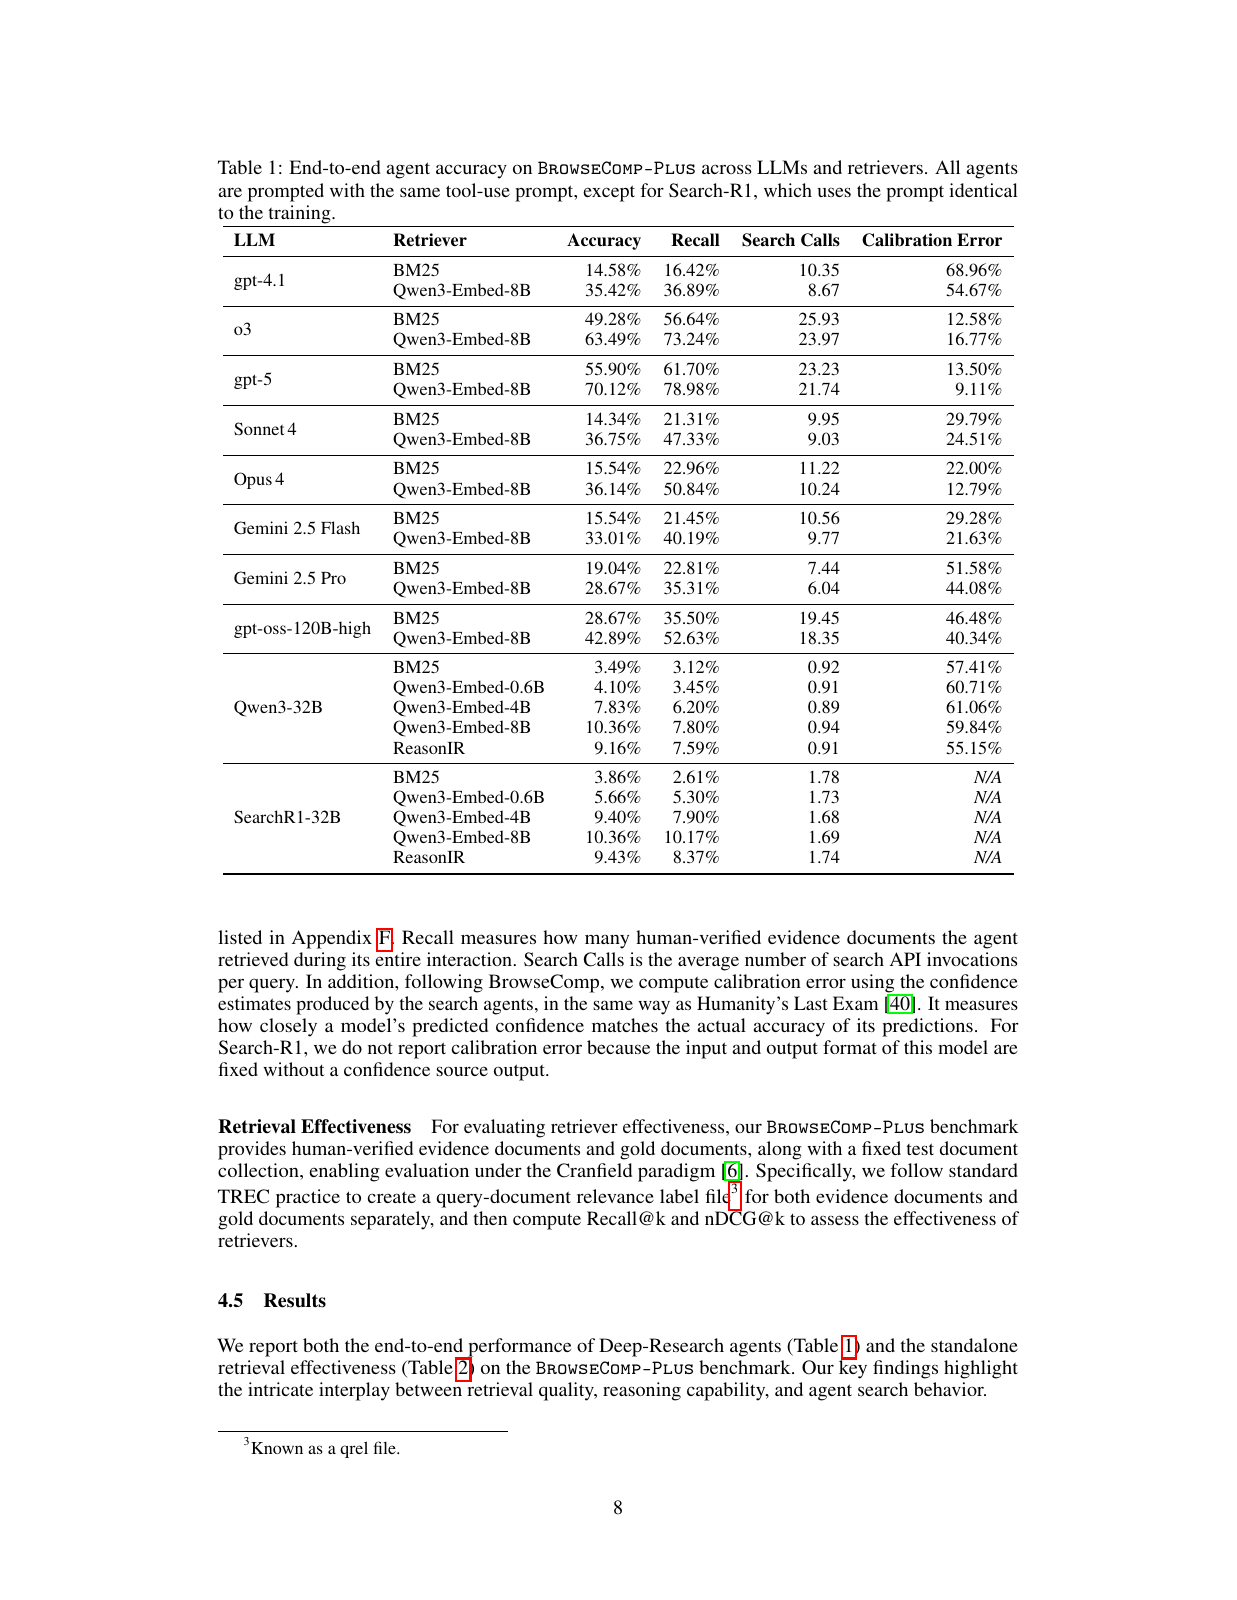 Table 1: End-to-end agent accuracy on BROWSECOMP-PLUS across LLMs and retrievers. All agents
are prompted with the same tool-use prompt, except for Search-R1, which uses the prompt identical
to the training.
LLM Retriever Accuracy Recall Search Calls Calibration Error
gpt-4.1
BM25 14.58% 16.42% 10.35 68.96%
Qwen3-Embed-8B 35.42% 36.89% 8.67 54.67%
o3
BM25 49.28% 56.64% 25.93 12.58%
Qwen3-Embed-8B 63.49% 73.24% 23.97 16.77%
gpt-5
BM25 55.90% 61.70% 23.23 13.50%
Qwen3-Embed-8B 70.12% 78.98% 21.74 9.11%
Sonnet 4
BM25 14.34% 21.31% 9.95 29.79%
Qwen3-Embed-8B 36.75% 47.33% 9.03 24.51%
Opus 4
BM25 15.54% 22.96% 11.22 22.00%
Qwen3-Embed-8B 36.14% 50.84% 10.24 12.79%
Gemini 2.5 Flash
BM25 15.54% 21.45% 10.56 29.28%
Qwen3-Embed-8B 33.01% 40.19% 9.77 21.63%
Gemini 2.5 Pro
BM25 19.04% 22.81% 7.44 51.58%
Qwen3-Embed-8B 28.67% 35.31% 6.04 44.08%
gpt-oss-120B-high
BM25 28.67% 35.50% 19.45 46.48%
Qwen3-Embed-8B 42.89% 52.63% 18.35 40.34%
Qwen3-32B
BM25 3.49% 3.12% 0.92 57.41%
Qwen3-Embed-0.6B 4.10% 3.45% 0.91 60.71%
Qwen3-Embed-4B 7.83% 6.20% 0.89 61.06%
Qwen3-Embed-8B 10.36% 7.80% 0.94 59.84%
ReasonIR 9.16% 7.59% 0.91 55.15%
SearchR1-32B
BM25 3.86% 2.61% 1.78 N/A
Qwen3-Embed-0.6B 5.66% 5.30% 1.73 N/A
Qwen3-Embed-4B 9.40% 7.90% 1.68 N/A
Qwen3-Embed-8B 10.36% 10.17% 1.69 N/A
ReasonIR 9.43% 8.37% 1.74 N/A
listed in Appendix F. Recall measures how many human-verified evidence documents the agent
retrieved during its entire interaction. Search Calls is the average number of search API invocations
per query. In addition, following BrowseComp, we compute calibration error using the confidence
estimates produced by the search agents, in the same way as Humanity's Last Exam [40]. It measures
how closely a model's predicted confidence matches the actual accuracy of its predictions. For
Search-R1, we do not report calibration error because the input and output format of this model are
fixed without a confidence source output.
Retrieval Effectiveness For evaluating retriever effectiveness, our BROWSECOMP-PLUS benchmark
provides human-verified evidence documents and gold documents, along with a fixed test document
collection, enabling evaluation under the Cranfield paradigm [6]. Specifically, we follow standard
TREC practice to create a query-document relevance label file3 for both evidence documents and
gold documents separately, and then compute Recall@k and nDCG@k to assess the effectiveness of
retrievers.
4.5 Results
We report both the end-to-end performance of Deep-Research agents (Table 1) and the standalone
retrieval effectiveness (Table 2) on the BROWSECOMP-PLUS benchmark. Our key findings highlight
the intricate interplay between retrieval quality, reasoning capability, and agent search behavior.
3Known as a qrel file.
8